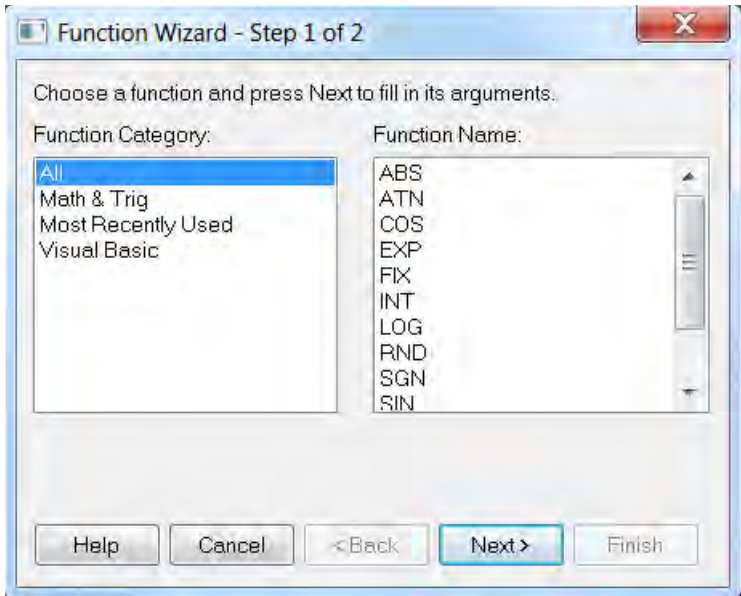 Function Wizard - Step 1 of 2
Choose a function and press Next to fill in its arguments.
Function Category:
All
Math & Trig
Most Recently Used
Visual Basic
Function Name:
ABS
ATN
COS
EXP
FIX
INT
LOG
RND
SGN
SIN
Help
Cancel
<Back
Next>
Finish